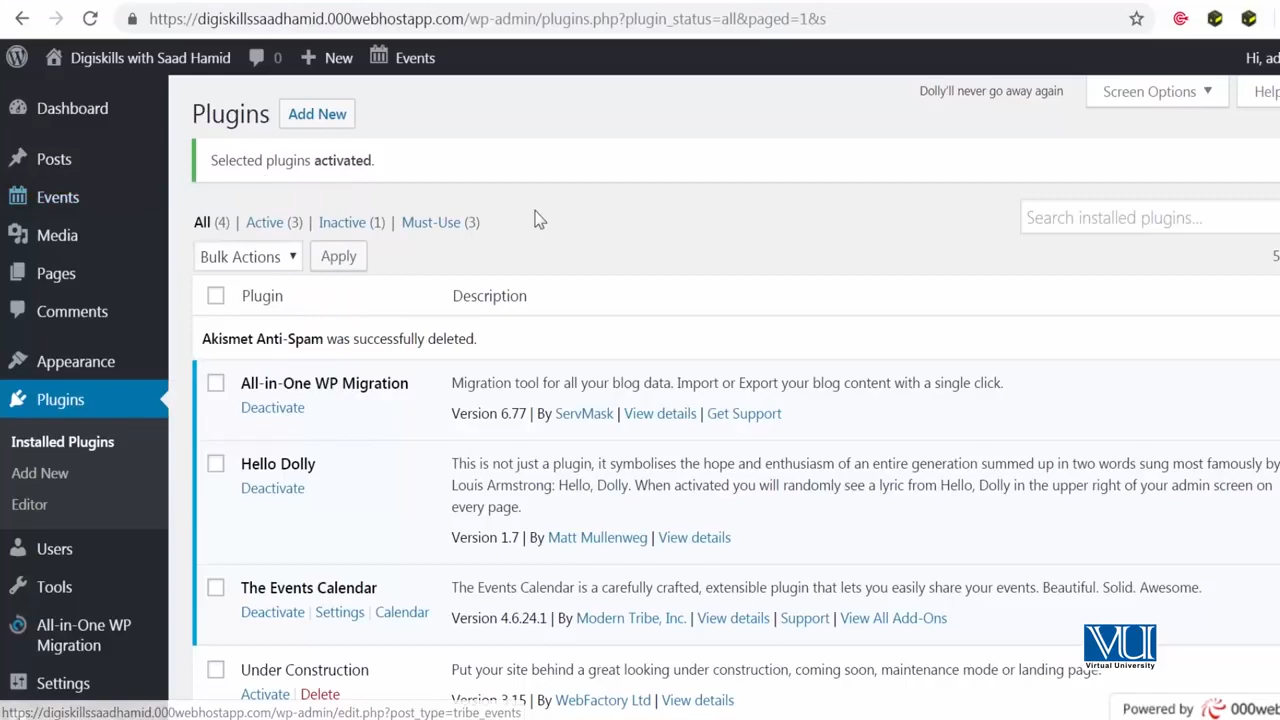 https://digiskillssaadhamid.000webhostapp.com/wp-admin/plugins.php?plugin_status=all&paged=1&s
Digiskills with Saad Hamid 0 New Events Hi, ad
Dashboard
Posts
Events
Media
Pages
Comments
Appearance
Plugins
Installed Plugins
Add New
Editor
Users
Tools
All-in-One WP
Migration
Settings
Dolly'll never go away again Screen Options ▼ Help
Plugins Add New
Selected plugins activated.
All (4) | Active (3) | Inactive (1) | Must-Use (3)
Search installed plugins...
Bulk Actions ▼ Apply
5
Plugin Description
Akismet Anti-Spam was successfully deleted.
All-in-One WP Migration
Deactivate
Migration tool for all your blog data. Import or Export your blog content with a single click.
Version 6.77 | By ServMask | View details | Get Support
Hello Dolly
Deactivate
This is not just a plugin, it symbolises the hope and enthusiasm of an entire generation summed up in two words sung most famously by
Louis Armstrong: Hello, Dolly. When activated you will randomly see a lyric from Hello, Dolly in the upper right of your admin screen on
every page.
Version 1.7 | By Matt Mullenweg | View details
The Events Calendar
Deactivate | Settings | Calendar
The Events Calendar is a carefully crafted, extensible plugin that lets you easily share your events. Beautiful. Solid. Awesome.
Version 4.6.24.1 | By Modern Tribe, Inc. | View details | Support | View All Add-Ons
Under Construction
Activate | Delete
Put your site behind a great looking under construction, coming soon, maintenance mode or landing page.
Version 3.15 | By WebFactory Ltd | View details
VU
Virtual University
Powered by 000web
https://digiskillssaadhamid.000webhostapp.com/wp-admin/edit.php?post_type=tribe_events